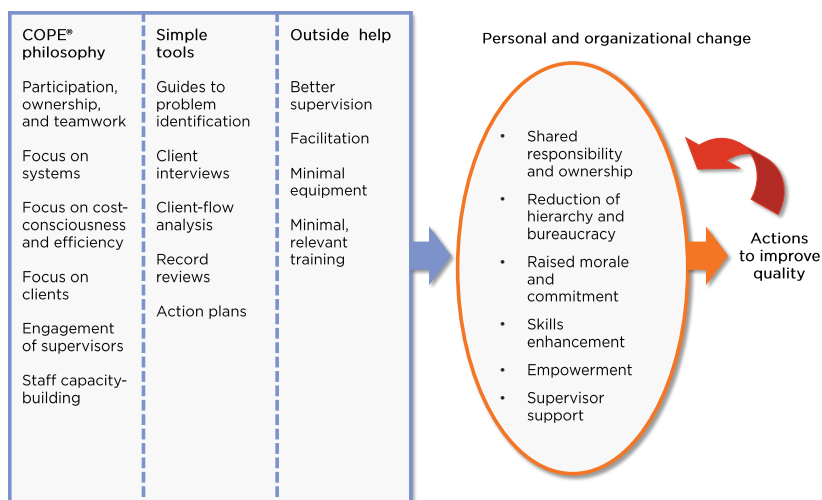 COPE®
philosophy
Participation,
ownership,
and teamwork
Focus on
systems
Focus on cost-
consciousness
and efficiency
Focus on
clients
Engagement
of supervisors
Staff capacity-
building
Simple
tools
Guides to
problem
identification
Client
interviews
Client-flow
analysis
Record
reviews
Action plans
Outside help
Better
supervision
Facilitation
Minimal
equipment
Minimal,
relevant
training
Personal and organizational change
• Shared
responsibility
and ownership
• Reduction of
hierarchy and
bureaucracy
• Raised morale
and
commitment
• Skills
enhancement
• Empowerment
• Supervisor
support
Actions
to improve
quality